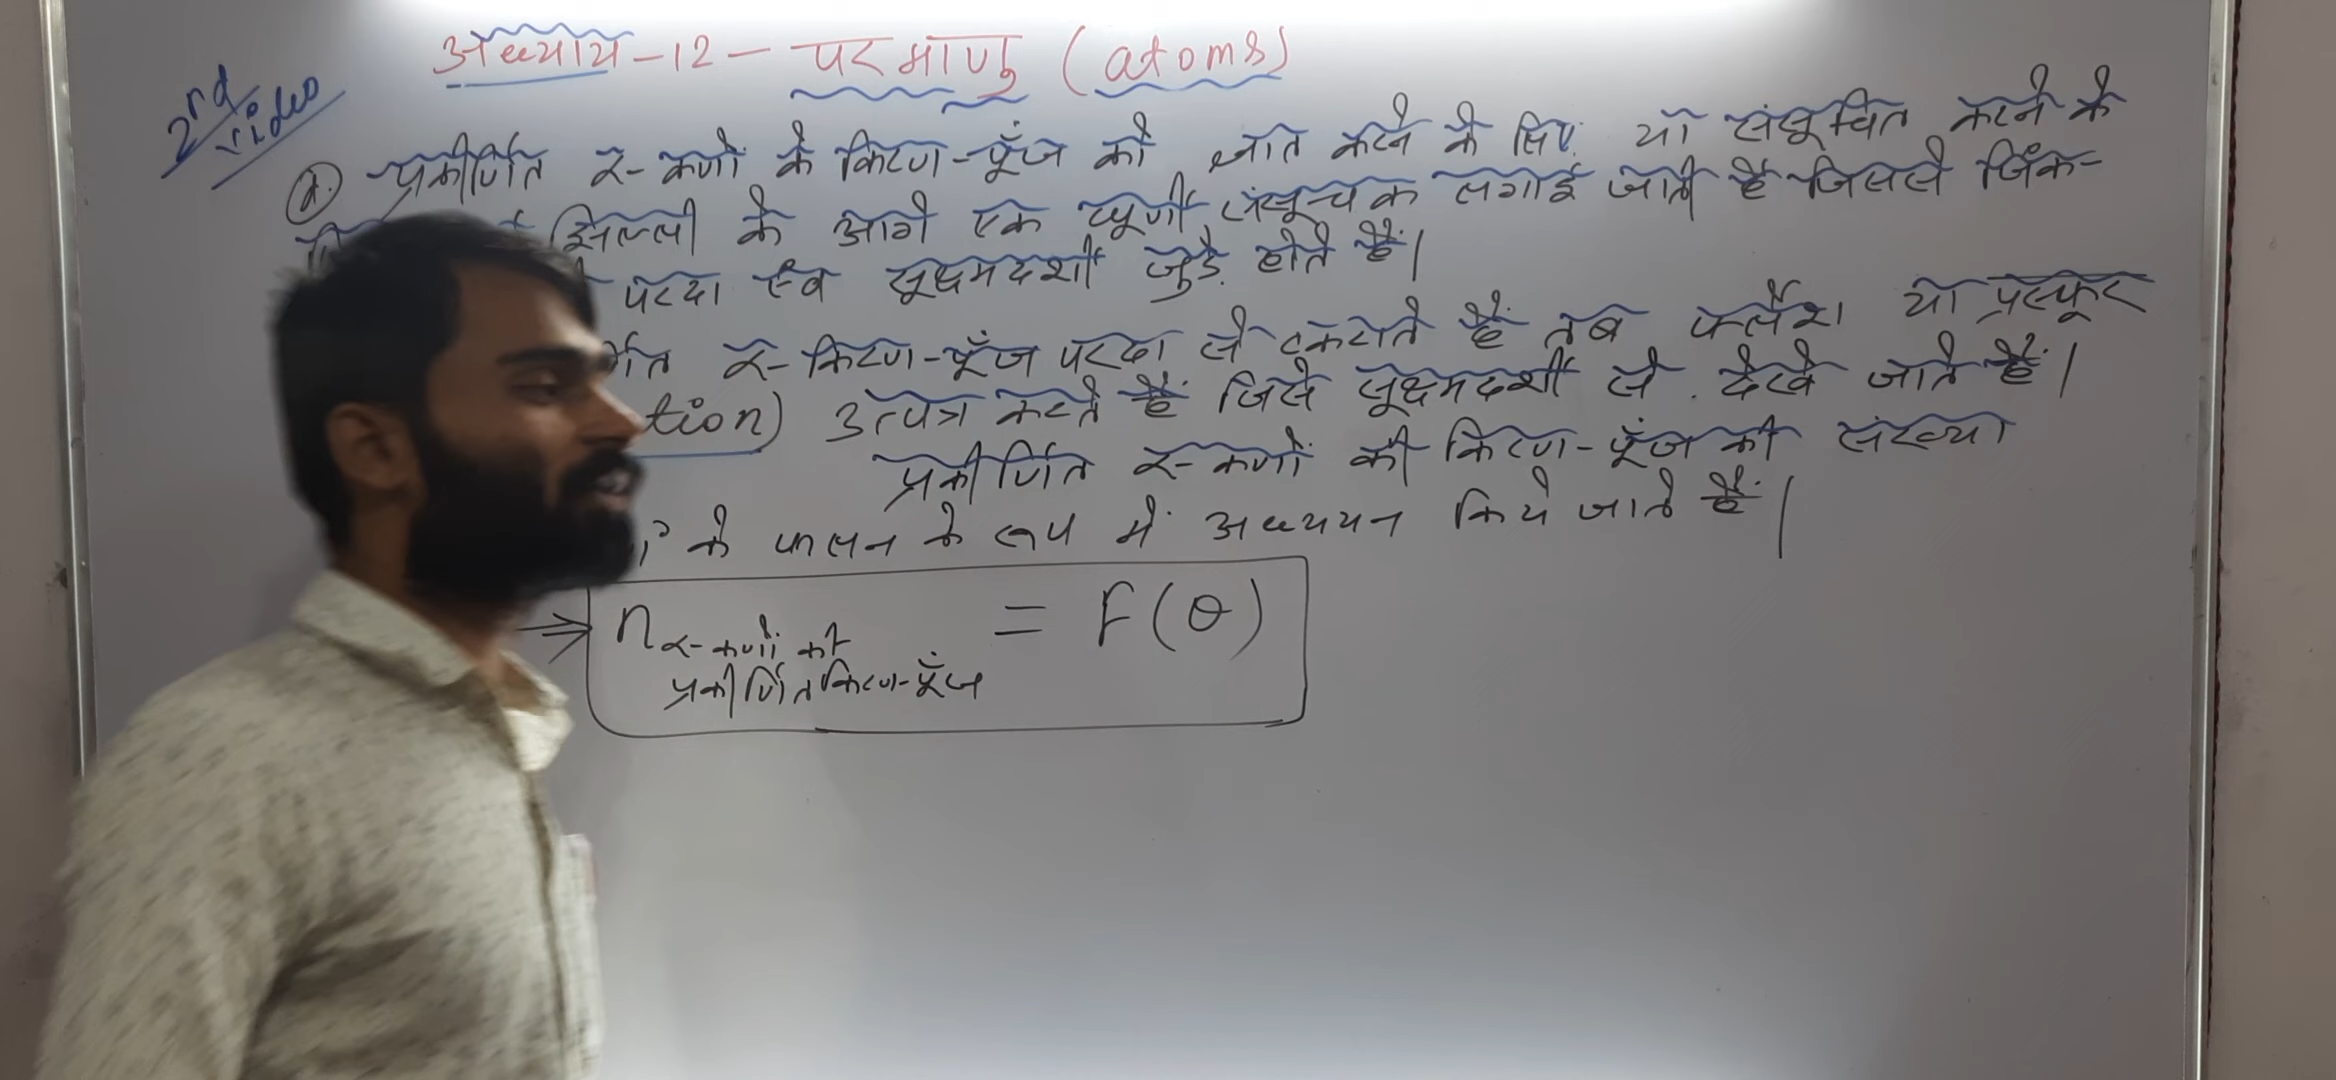 अध्याय-12 - परमाणु (atoms)
2nd video
(d) प्रकीर्णित α-कणों के किरण-पूँज को ज्ञात करने के लिए या संसूचित करने के
झिल्ली के आगे एक घूर्णी संसूचक लगाई जाती है जिससे जिंक-
परदा एवं सूक्ष्मदर्शी जुड़े होते हैं।
र्णित α-किरण-पूँज परदा से टकराते हैं तब फ्लैश या प्रस्फूर
tion) उत्पन्न करते हैं जिसे सूक्ष्मदर्शी से देखे जाते हैं।
प्रकीर्णित α-कणों की किरण-पूँज की संख्या
के फलन के रूप में अध्ययन किये जाते हैं।
⇒ n α-कणों की प्रकीर्णित किरण-पूँज = F(θ)